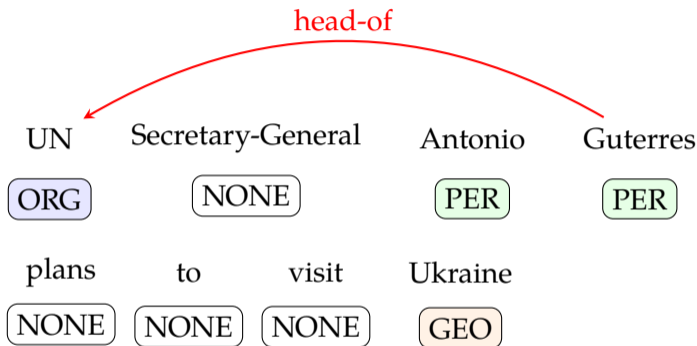 head-of
UN Secretary-General Antonio Guterres
ORG NONE PER PER
plans to visit Ukraine
NONE NONE NONE GEO